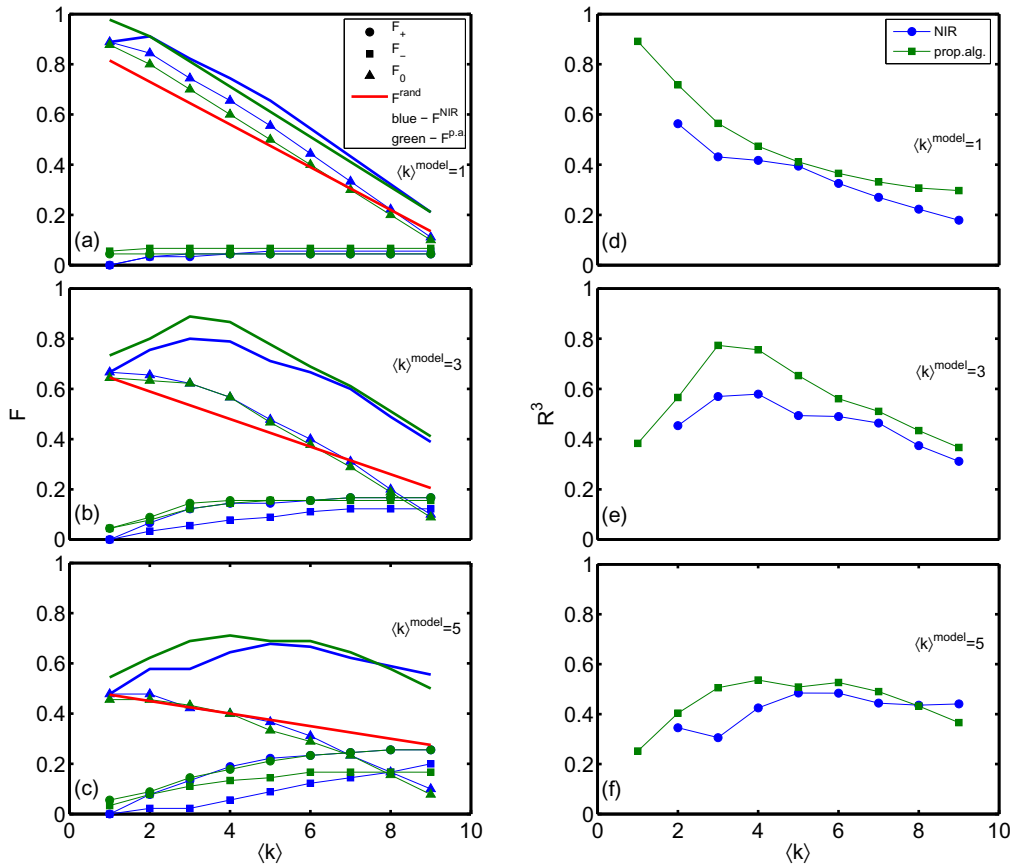 1
0.8
0.6
0.4
0.2
0
F₊
F₋
F₀
F^rand
blue − F^NIR
green − F^p.a.
⟨k⟩^model=1
(a)
1
0.8
0.6
0.4
0.2
0
F
⟨k⟩^model=3
(b)
1
0.8
0.6
0.4
0.2
0
⟨k⟩^model=5
(c)
0 2 4 6 8 10
⟨k⟩
1
0.8
0.6
0.4
0.2
0
NIR
prop.alg.
⟨k⟩^model=1
(d)
1
0.8
0.6
0.4
0.2
0
R³
⟨k⟩^model=3
(e)
1
0.8
0.6
0.4
0.2
0
⟨k⟩^model=5
(f)
0 2 4 6 8 10
⟨k⟩